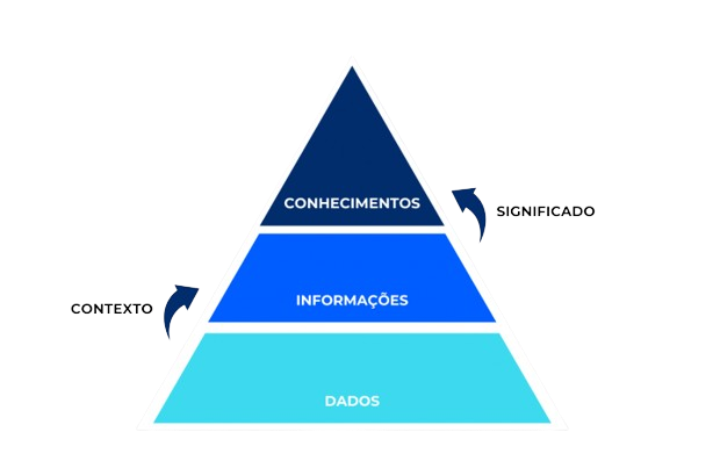 CONHECIMENTOS
SIGNIFICADO
INFORMAÇÕES
CONTEXTO
DADOS